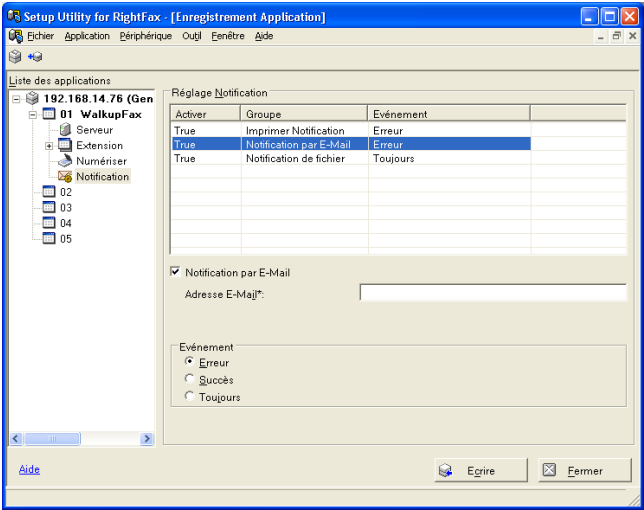 Setup Utility for RightFax - [Enregistrement Application]
Fichier Application Périphérique Outil Fenêtre Aide
Liste des applications
192.168.14.76 (Gen
01 WalkupFax
Serveur
Extension
Numériser
Notification
02
03
04
05
Réglage Notification
Activer Groupe Evénement
True Imprimer Notification Erreur
True Notification par E-Mail Erreur
True Notification de fichier Toujours
Notification par E-Mail
Adresse E-Mail*:
Evénement
Erreur
Succès
Toujours
Aide
Ecrire
Fermer